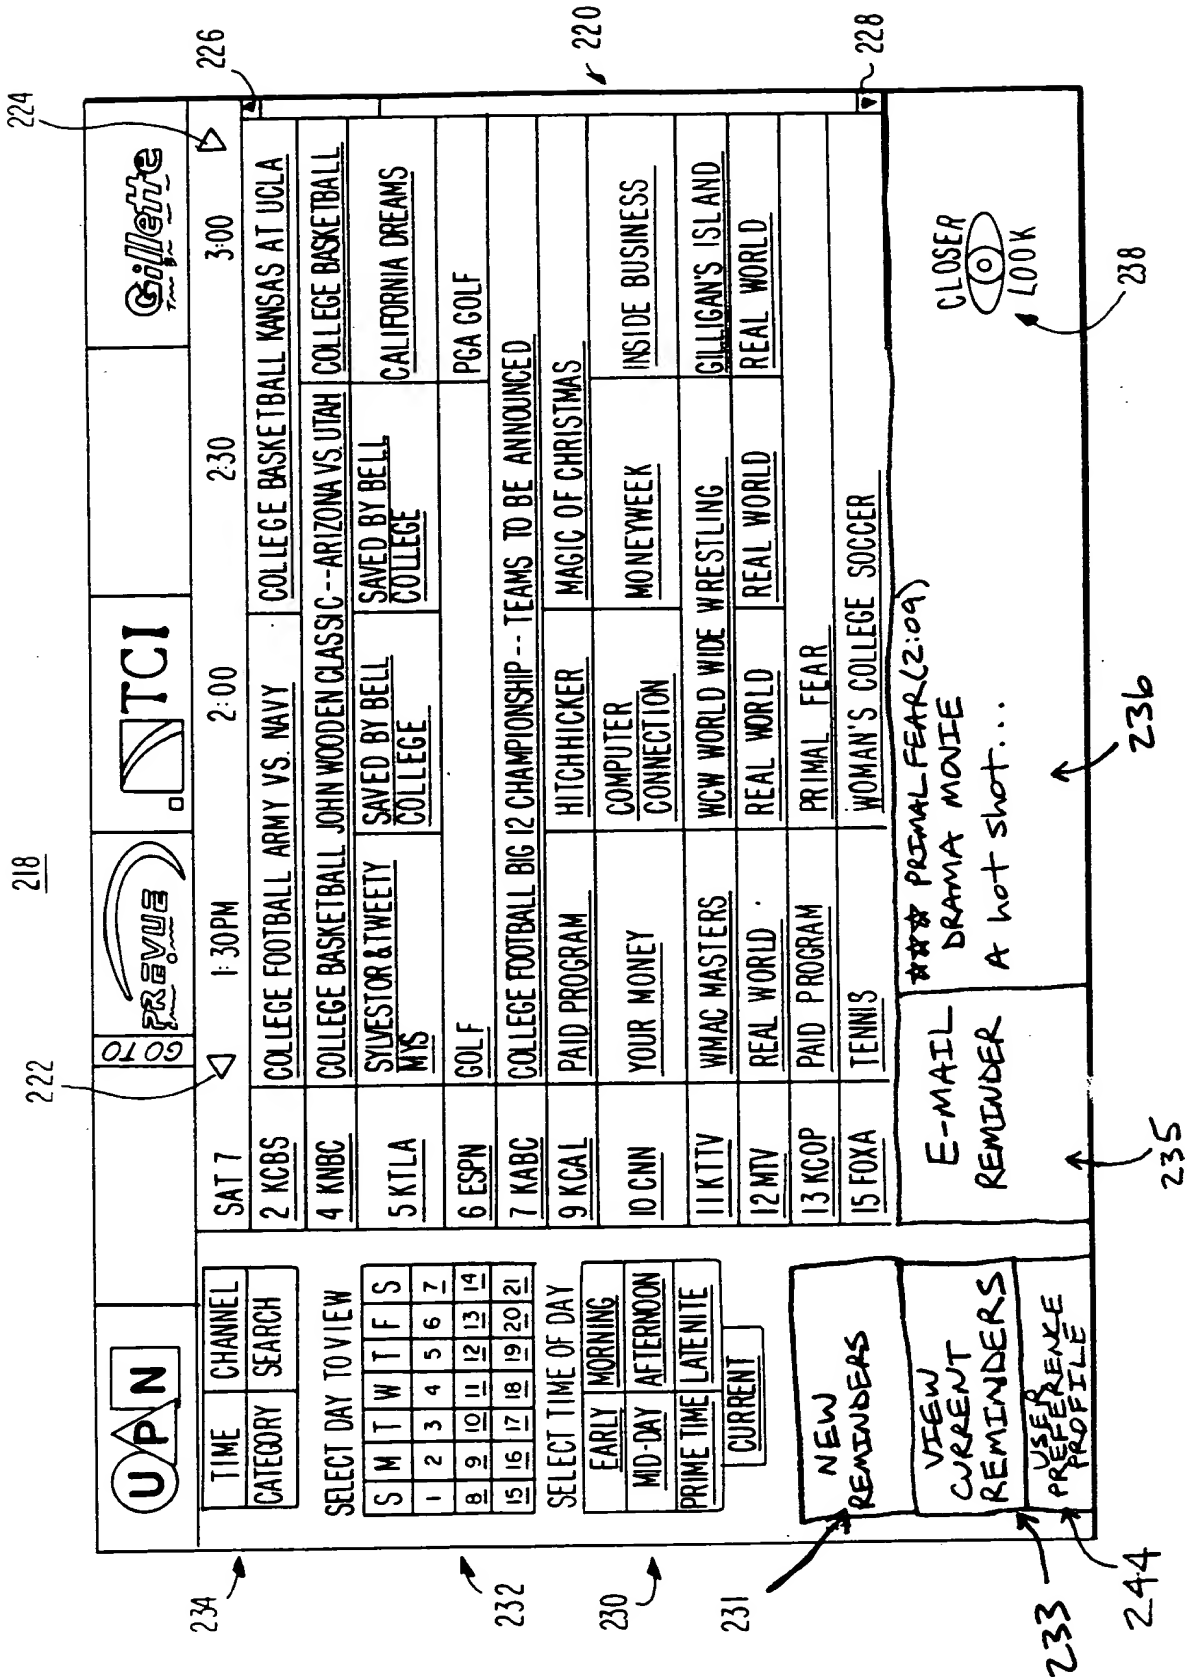 218
222
224
226
UPN
GO TO
PREVUE
TCI
Gillette
234
TIME CHANNEL
CATEGORY SEARCH
SELECT DAY TO VIEW
S M T W T F S
1 2 3 4 5 6 7
8 9 10 11 12 13 14
15 16 17 18 19 20 21
232
SELECT TIME OF DAY
EARLY MORNING
MID-DAY AFTERNOON
PRIME TIME LATENITE
CURRENT
230
231
NEW
REMINDERS
VIEW
CURRENT
REMINDERS
233
USER
PREFERENCE
PROFILE
244
SAT 7 1:30PM 2:00 2:30 3:00
2 KCBS COLLEGE FOOTBALL ARMY VS. NAVY COLLEGE BASKETBALL KANSAS AT UCLA
4 KNBC COLLEGE BASKETBALL JOHN WOODEN CLASSIC--ARIZONA VS. UTAH COLLEGE BASKETBALL
5 KTLA SYLVESTOR & TWEETY SAVED BY BELL SAVED BY BELL CALIFORNIA DREAMS
MYS COLLEGE COLLEGE
6 ESPN GOLF PGA GOLF
7 KABC COLLEGE FOOTBALL BIG 12 CHAMPIONSHIP--TEAMS TO BE ANNOUNCED
9 KCAL PAID PROGRAM HITCHHICKER MAGIC OF CHRISTMAS
10 CNN YOUR MONEY COMPUTER MONEYWEEK INSIDE BUSINESS
CONNECTION
11 KTTV WMAC MASTERS WCW WORLD WIDE WRESTLING GILLIGAN'S ISLAND
12 MTV REAL WORLD REAL WORLD REAL WORLD REAL WORLD
13 KCOP PAID PROGRAM PRIMAL FEAR
15 FOXA TENNIS WOMAN'S COLLEGE SOCCER
220
228
E-MAIL
REMINDER
235
*** PRIMAL FEAR (2:09)
DRAMA MOVIE
A hot shot...
236
CLOSER
LOOK
238